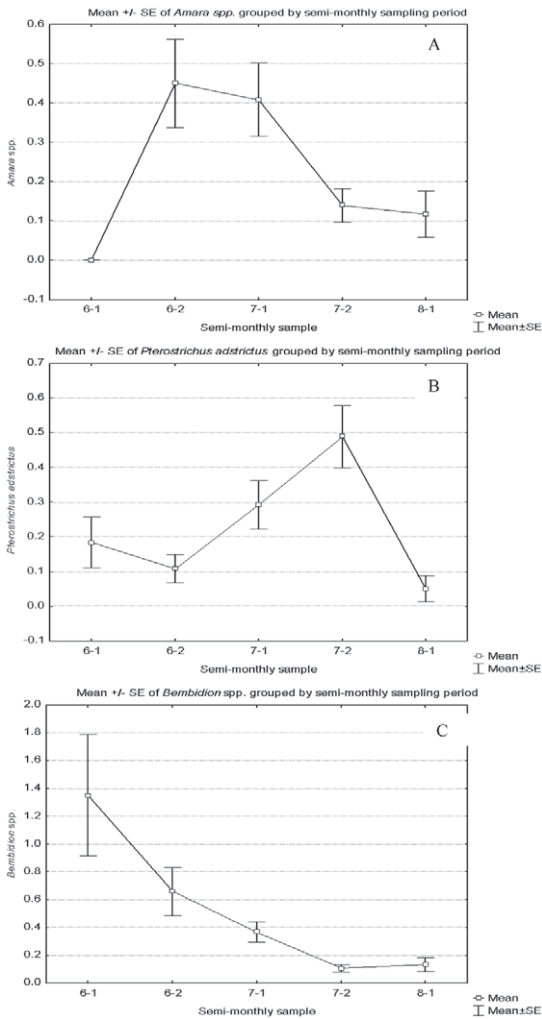 Mean +/- SE of Amara spp. grouped by semi-monthly sampling period
A
0.6
0.5
0.4
0.3
0.2
0.1
0.0
-0.1
Amara spp.
6-1 6-2 7-1 7-2 8-1
Semi-monthly sample
Mean
Mean±SE
Mean +/- SE of Pterostrichus adstrictus grouped by semi-monthly sampling period
B
0.7
0.6
0.5
0.4
0.3
0.2
0.1
0.0
-0.1
Pterostrichus adstrictus
6-1 6-2 7-1 7-2 8-1
Semi-monthly sample
Mean
Mean±SE
Mean +/- SE of Bembidion spp. grouped by semi-monthly sampling period
C
2.0
1.8
1.6
1.4
1.2
1.0
0.8
0.6
0.4
0.2
0.0
Bembidion spp.
6-1 6-2 7-1 7-2 8-1
Semi-monthly sample
Mean
Mean±SE